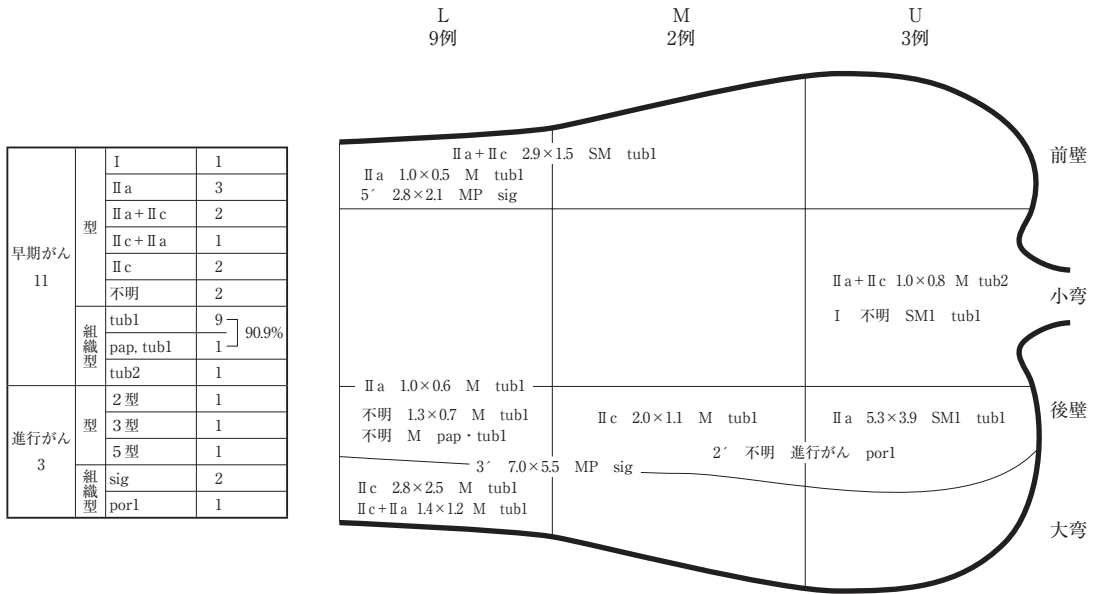 L
9例
M
2例
U
3例
早期がん
11
型
Ⅰ 1
Ⅱa 3
Ⅱa+Ⅱc 2
Ⅱc+Ⅱa 1
Ⅱc 2
不明 2
組織型
tub1 9
pap, tub1 1
90.9%
tub2 1
進行がん
3
型
2型 1
3型 1
5型 1
組織型
sig 2
por1 1
Ⅱa+Ⅱc 2.9×1.5 SM tub1
Ⅱa 1.0×0.5 M tub1
5´ 2.8×2.1 MP sig
前壁
Ⅱa+Ⅱc 1.0×0.8 M tub2
Ⅰ 不明 SM1 tub1
小弯
Ⅱa 1.0×0.6 M tub1
不明 1.3×0.7 M tub1
不明 M pap・tub1
Ⅱc 2.0×1.1 M tub1
Ⅱa 5.3×3.9 SM1 tub1
2´ 不明 進行がん por1
後壁
3´ 7.0×5.5 MP sig
Ⅱc 2.8×2.5 M tub1
Ⅱc+Ⅱa 1.4×1.2 M tub1
大弯